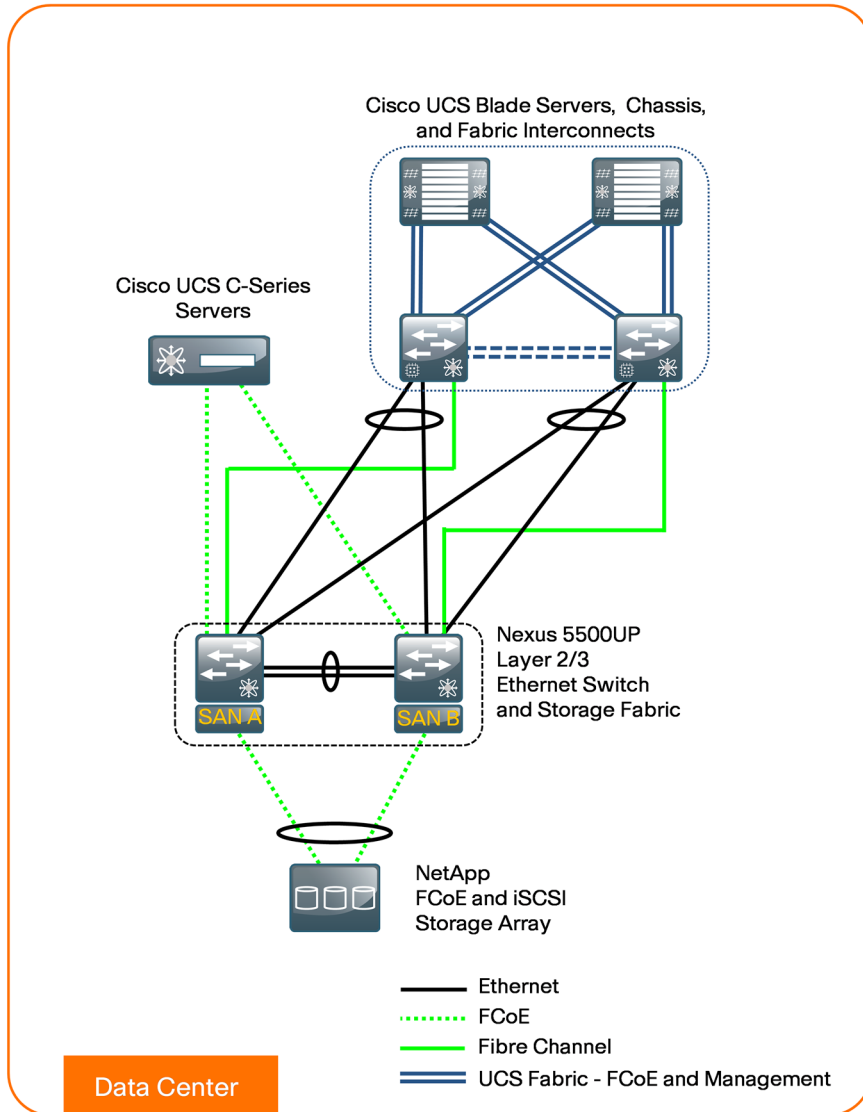 Cisco UCS Blade Servers, Chassis,
and Fabric Interconnects
Cisco UCS C-Series
Servers
Nexus 5500UP
Layer 2/3
Ethernet Switch
and Storage Fabric
SAN A
SAN B
NetApp
FCoE and iSCSI
Storage Array
Ethernet
FCoE
Fibre Channel
UCS Fabric - FCoE and Management
Data Center